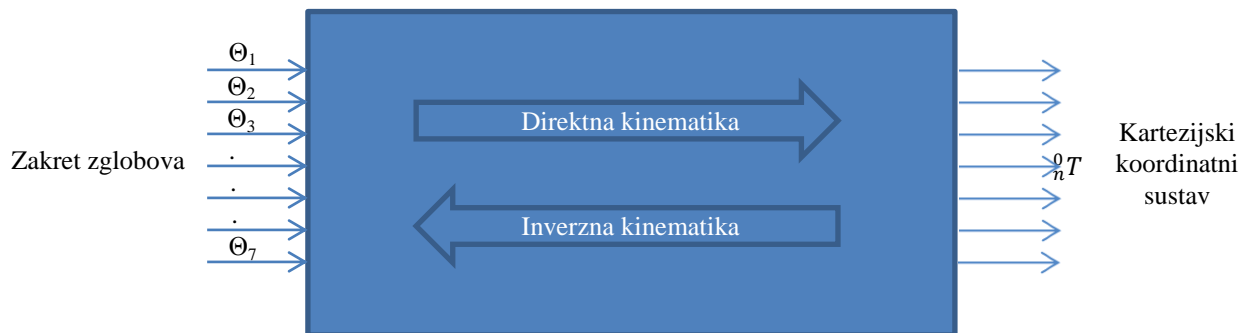 Θ1
Θ2
Θ3
.
.
.
Θ7
Zakret zglobova
Direktna kinematika
Inverzna kinematika
⁰ₙT
Kartezijski
koordinatni
sustav